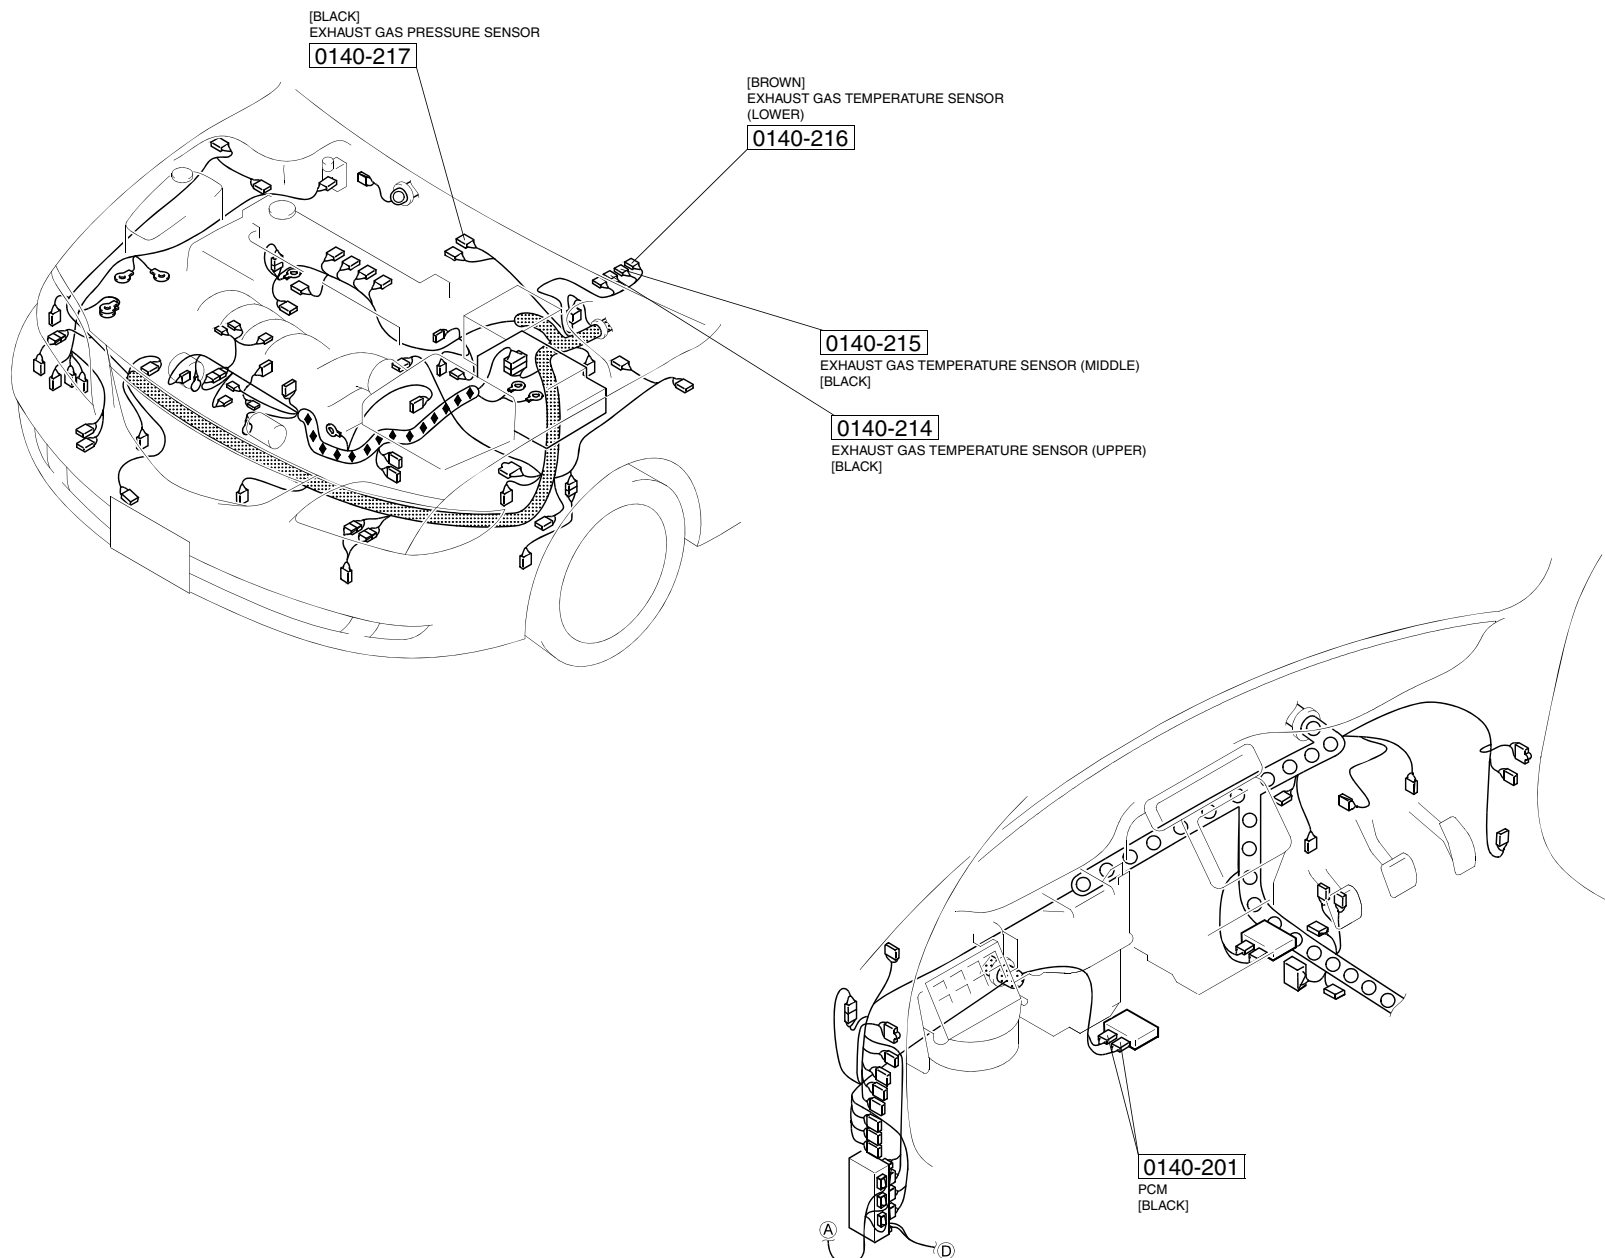 [BLACK]
EXHAUST GAS PRESSURE SENSOR
0140-217
[BROWN]
EXHAUST GAS TEMPERATURE SENSOR
(LOWER)
0140-216
0140-215
EXHAUST GAS TEMPERATURE SENSOR (MIDDLE)
[BLACK]
0140-214
EXHAUST GAS TEMPERATURE SENSOR (UPPER)
[BLACK]
0140-201
PCM
[BLACK]
A
D